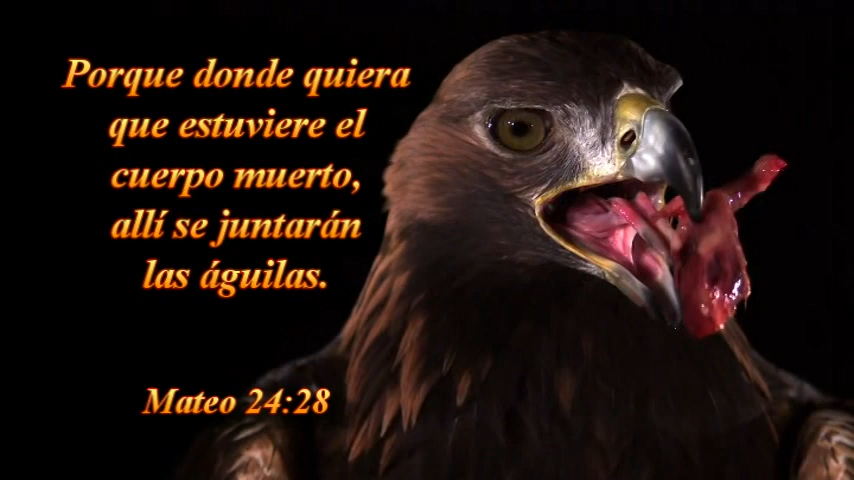 Porque donde quiera
que estuviere el
cuerpo muerto,
allí se juntarán
las águilas.
Mateo 24:28